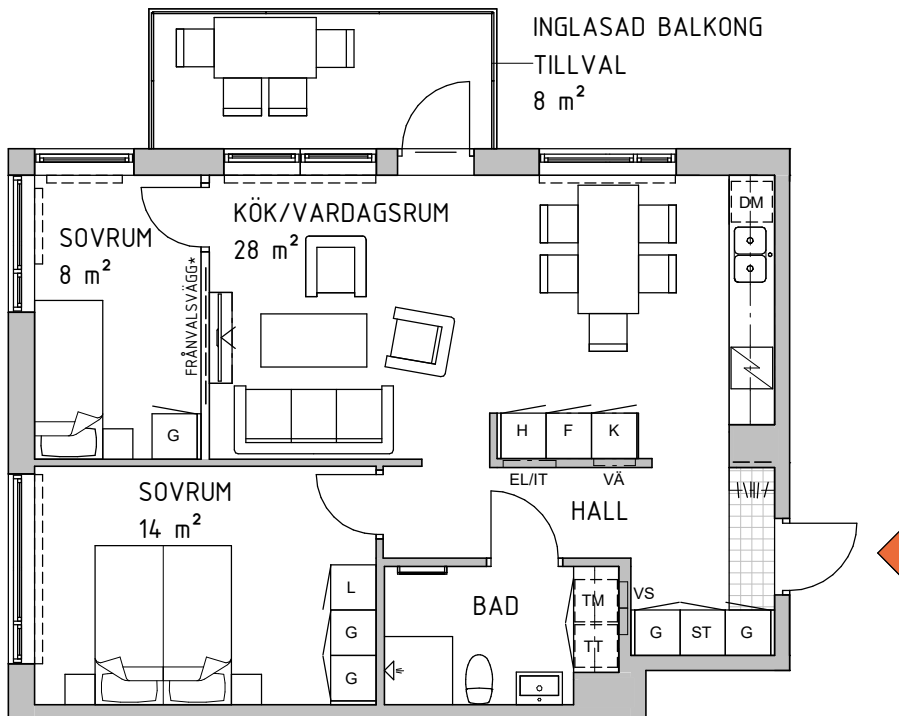 INGLASAD BALKONG
TILLVAL
8 m²
KÖK/VARDAGSRUM
28 m²
DM
SOVRUM
8 m²
FRÅNVALSVÄGG*
G
H
F
K
EL/IT
VÄ
SOVRUM
14 m²
HALL
L
G
G
BAD
TM
TT
VS
G
ST
G